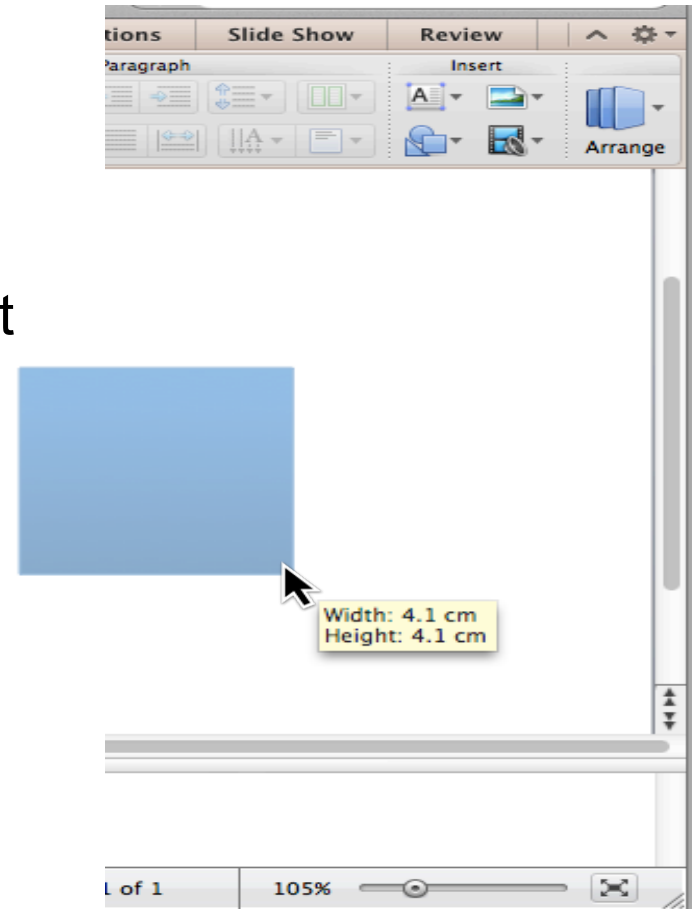 tions Slide Show Review
Paragraph Insert
A
A
Arrange
t
Width: 4.1 cm
Height: 4.1 cm
1 of 1 105%